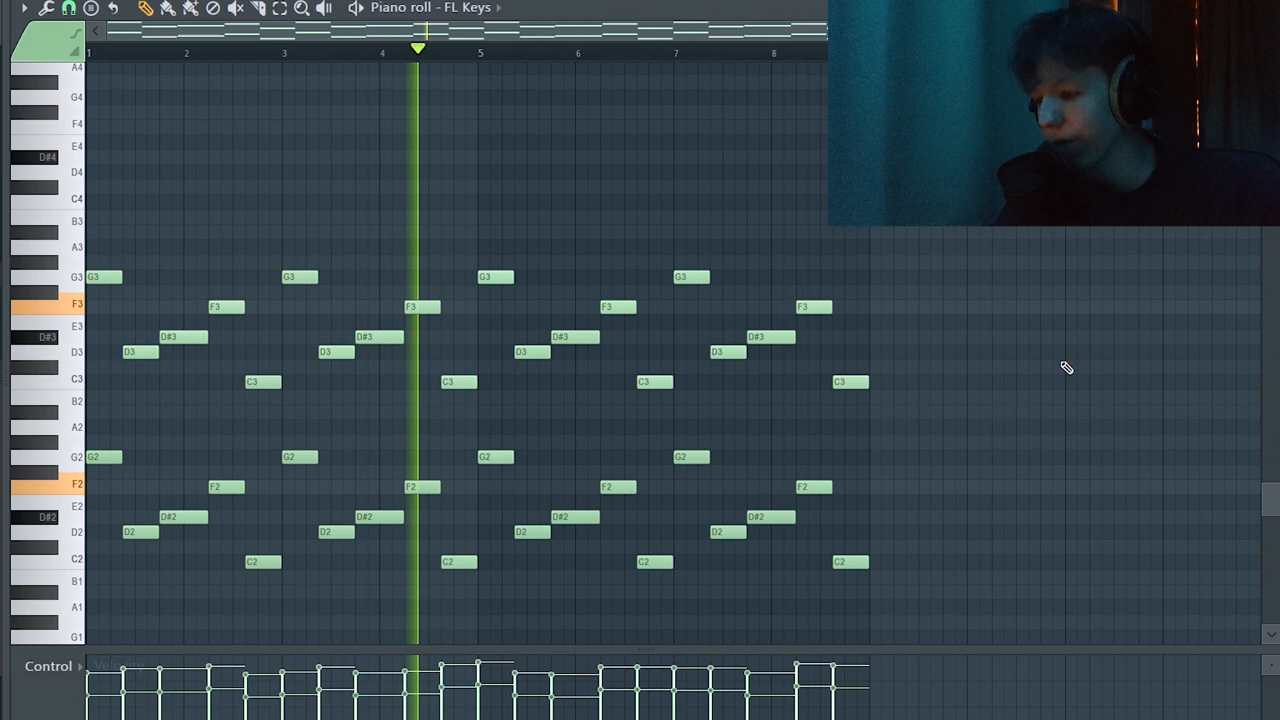 Piano roll - FL Keys
1 2 3 4 5 6 7 8
A4
G4
F4
E4
D#4
D4
C4
B3
A3
G3 G3 G3 G3 G3
F3 F3 F3 F3 F3
E3
D#3 D#3 D#3 D#3 D#3
D3 D3 D3 D3 D3
C3 C3 C3 C3 C3
B2
A2
G2 G2 G2 G2 G2
F2 F2 F2 F2 F2
E2
D#2 D#2 D#2 D#2 D#2
D2 D2 D2 D2 D2
C2 C2 C2 C2 C2
B1
A1
G1
Control Velocity